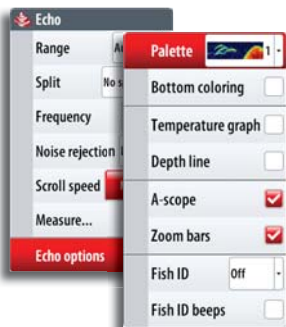 Echo
Range
Split
No s
Frequency
Noise rejection
Scroll speed
Measure...
Echo options
Palette 1
Bottom coloring
Temperature graph
Depth line
A-scope
Zoom bars
Fish ID Off
Fish ID beeps